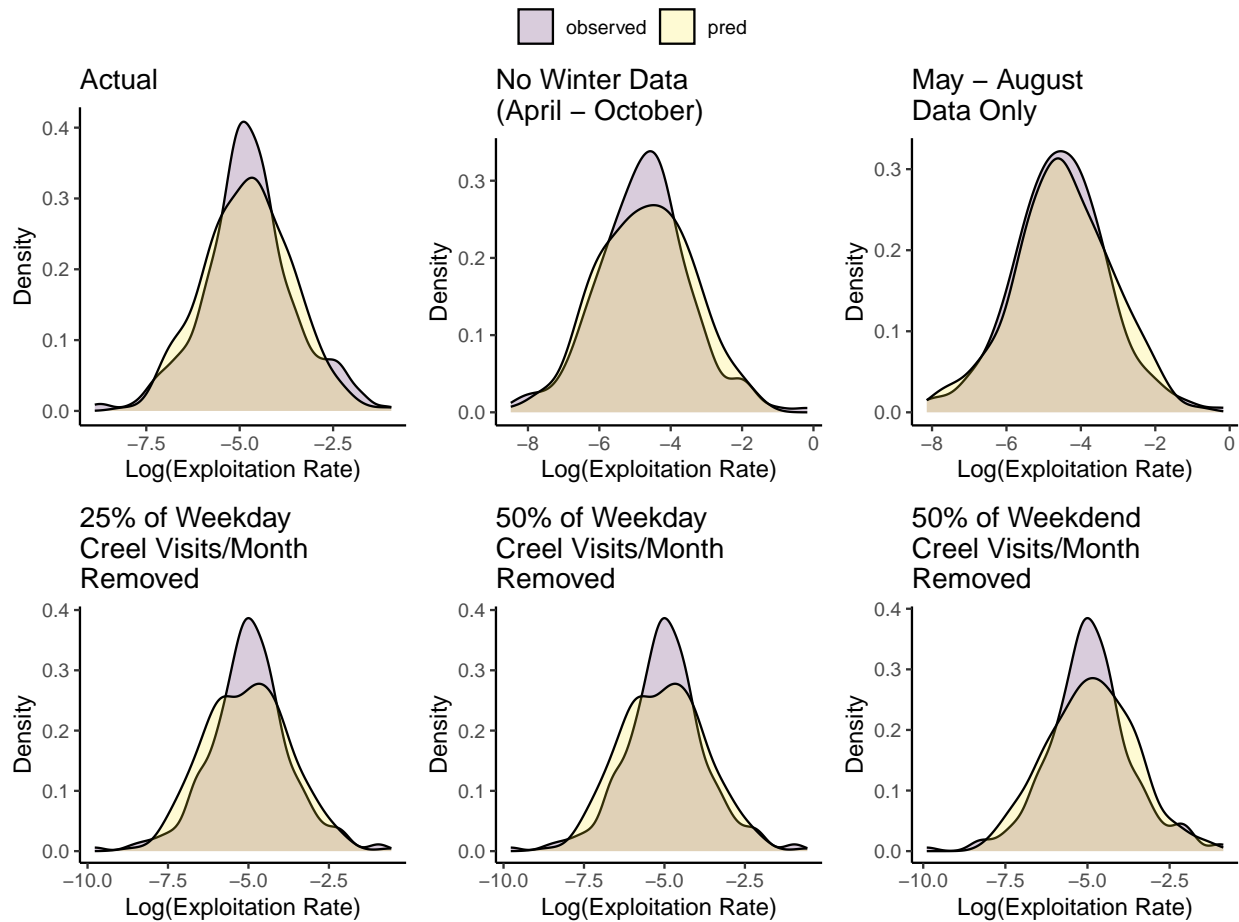 observed pred
Actual
No Winter Data
(April − October)
May − August
Data Only
0.4
0.3
0.2
0.1
0.0
Density
−7.5 −5.0 −2.5
Log(Exploitation Rate)
0.3
0.2
0.1
0.0
Density
−8 −6 −4 −2 0
Log(Exploitation Rate)
0.3
0.2
0.1
0.0
Density
−8 −6 −4 −2 0
Log(Exploitation Rate)
25% of Weekday
Creel Visits/Month
Removed
0.4
0.3
0.2
0.1
0.0
Density
−10.0 −7.5 −5.0 −2.5
Log(Exploitation Rate)
50% of Weekday
Creel Visits/Month
Removed
0.4
0.3
0.2
0.1
0.0
Density
−10.0 −7.5 −5.0 −2.5
Log(Exploitation Rate)
50% of Weekdend
Creel Visits/Month
Removed
0.4
0.3
0.2
0.1
0.0
Density
−10.0 −7.5 −5.0 −2.5
Log(Exploitation Rate)